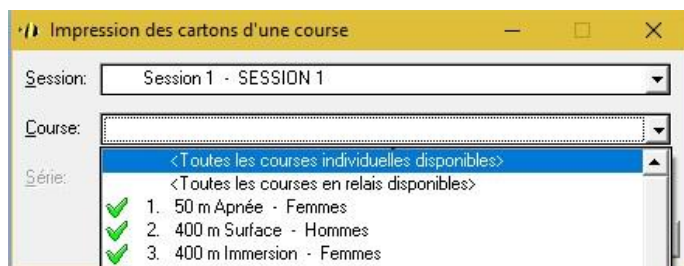 Impression des cartons d'une course
Session: Session 1 - SESSION 1
Course:
<Toutes les courses individuelles disponibles>
Série: <Toutes les courses en relais disponibles>
1. 50 m Apnée - Femmes
2. 400 m Surface - Hommes
3. 400 m Immersion - Femmes